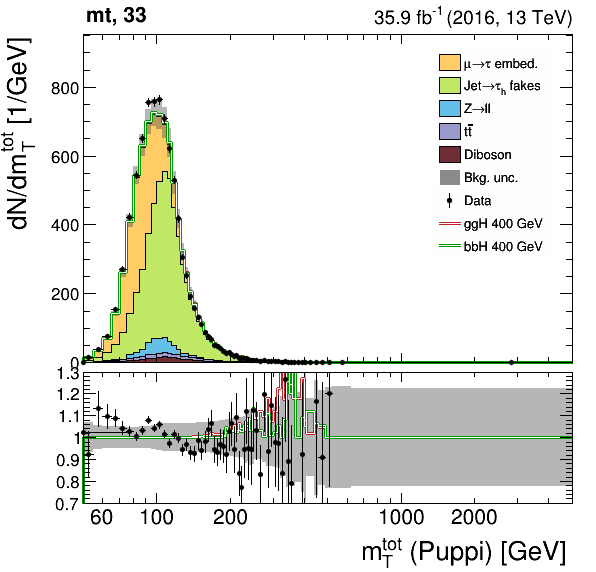 mt, 33
35.9 fb⁻¹ (2016, 13 TeV)
dN/dm_T^tot [1/GeV]
800
600
400
200
0
μ→τ embed.
Jet→τ_h fakes
Z→ll
tt̄
Diboson
Bkg. unc.
Data
ggH 400 GeV
bbH 400 GeV
1.3
1.2
1.1
1
0.9
0.8
0.7
60 100 200 1000 2000
m_T^tot (Puppi) [GeV]